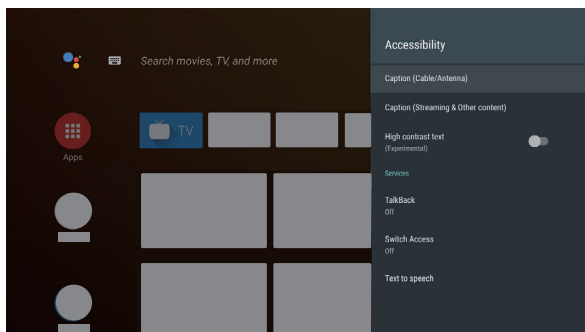 Search movies, TV, and more
Apps
TV
Accessibility
Caption (Cable/Antenna)
Caption (Streaming & Other content)
High contrast text
(Experimental)
Services
TalkBack
Off
Switch Access
Off
Text to speech